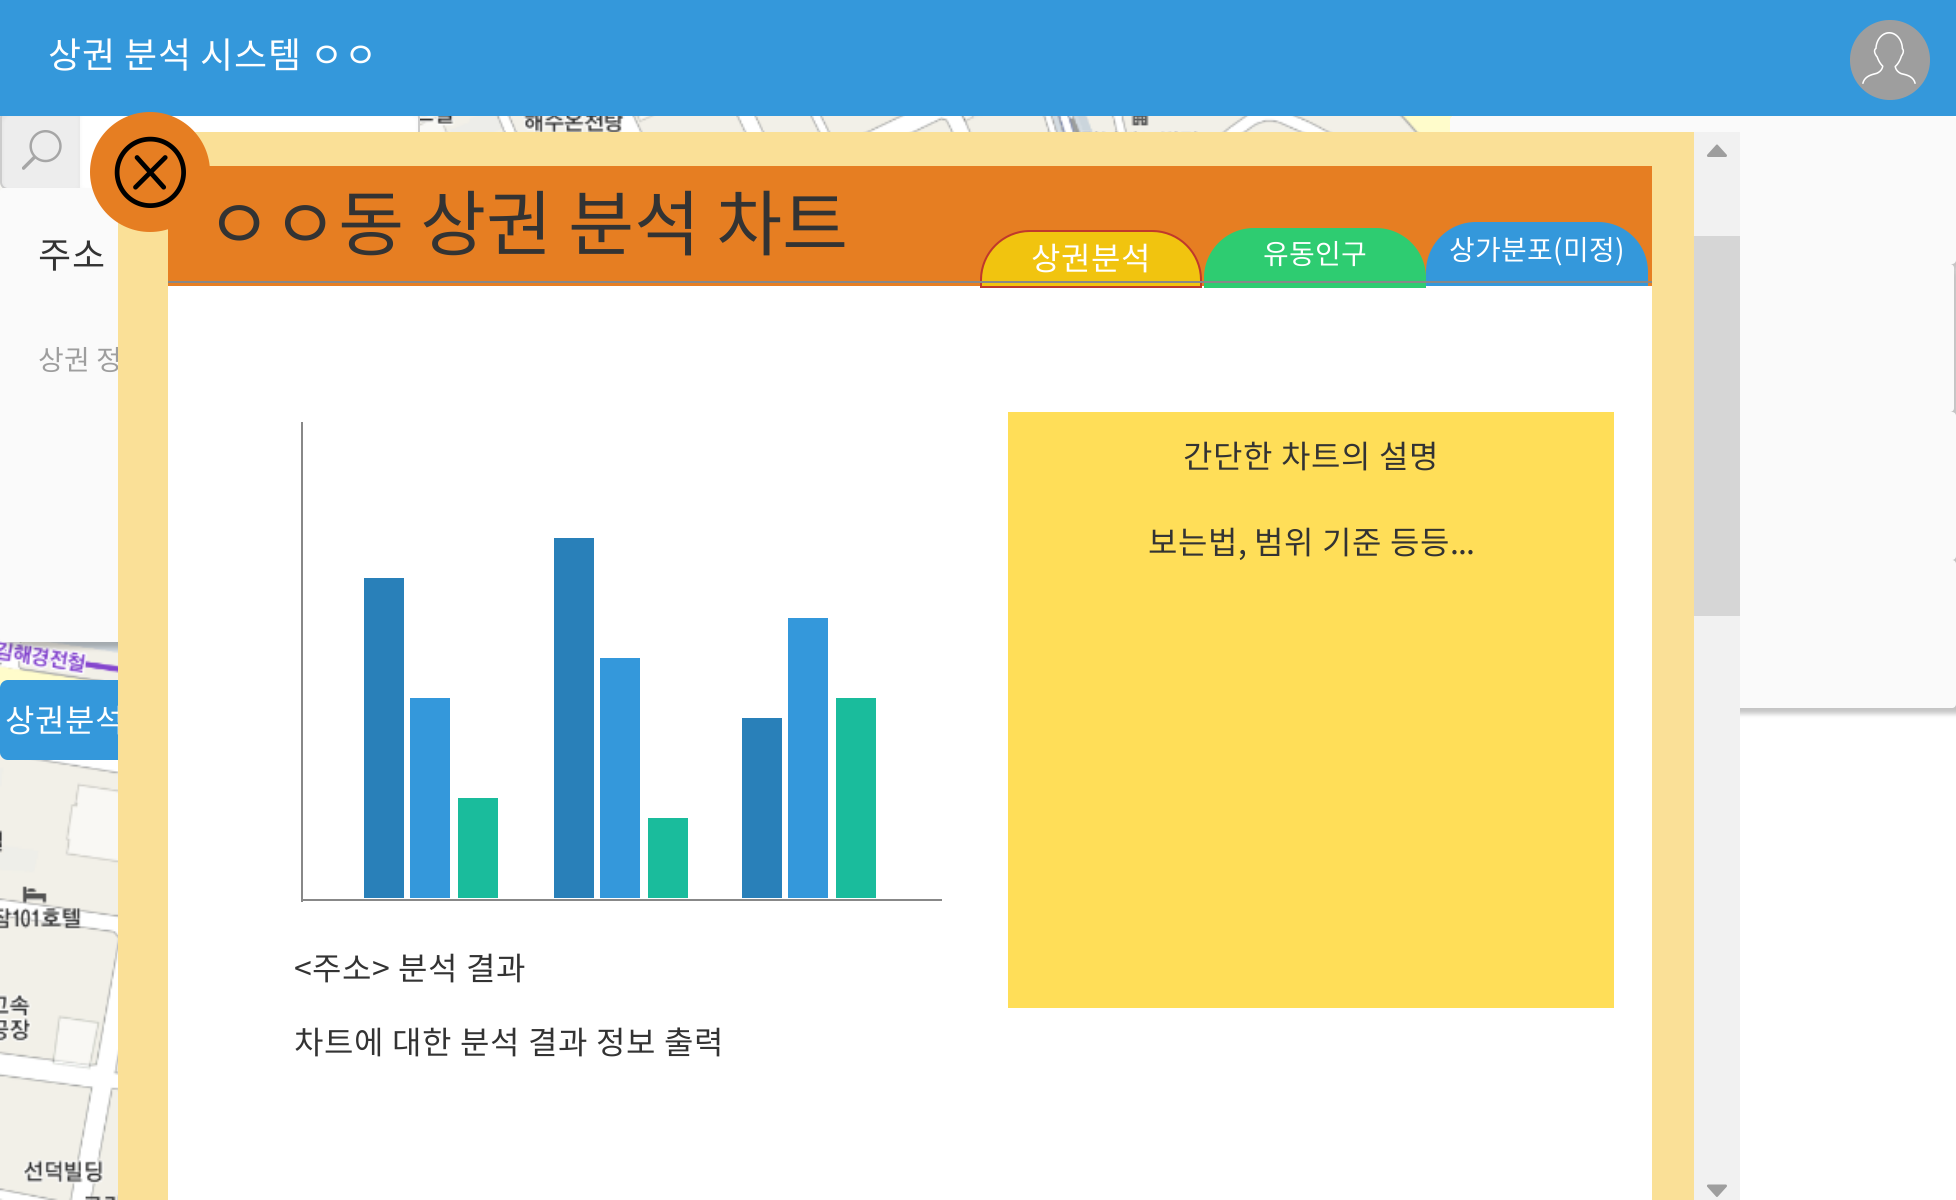 상권 분석 시스템 ㅇㅇ
해수온천탕
ㅇㅇ동 상권 분석 차트
상권분석
유동인구
상가분포(미정)
주소
상권 정
간단한 차트의 설명
보는법, 범위 기준 등등...
김해경전철
상권분석
잠101호텔
고속
공장
<주소> 분석 결과
차트에 대한 분석 결과 정보 출력
선덕빌딩